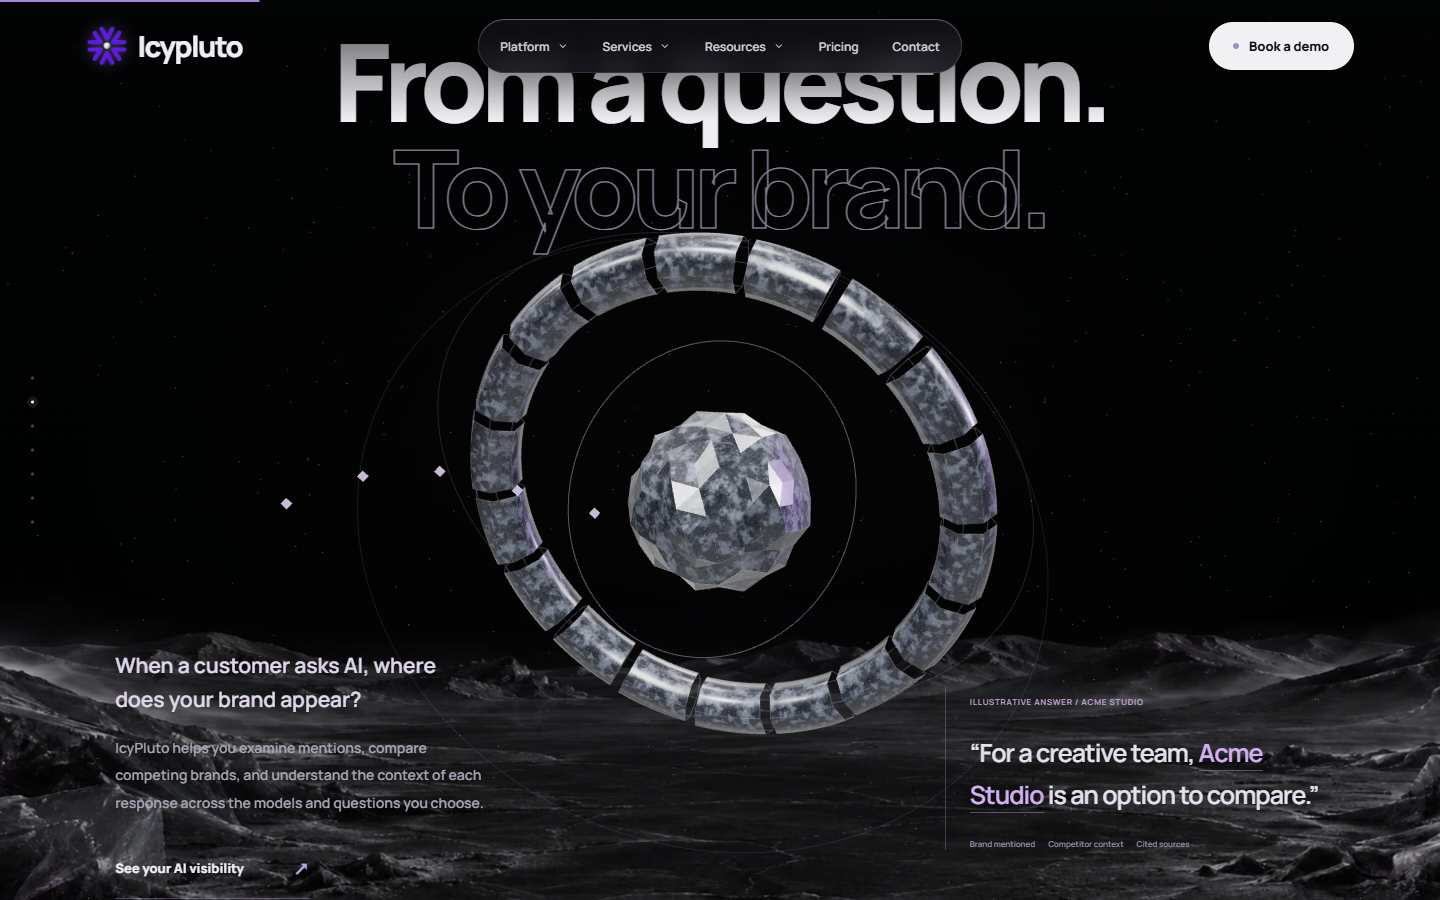 Icypluto
Platform
Services
Resources
Pricing
Contact
Book a demo
From a question.
To your brand.
When a customer asks AI, where
does your brand appear?
IcyPluto helps you examine mentions, compare
competing brands, and understand the context of each
response across the models and questions you choose.
See your AI visibility
ILLUSTRATIVE ANSWER / ACME STUDIO
“For a creative team, Acme
Studio is an option to compare.”
Brand mentioned Competitor context Cited sources